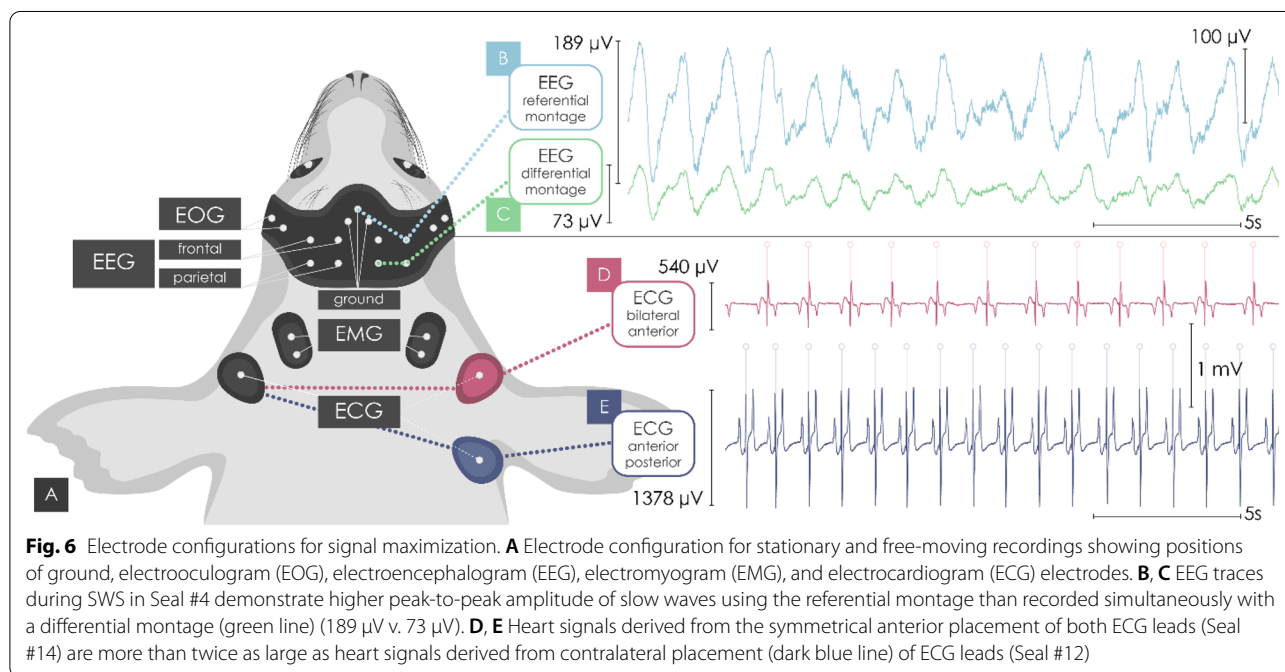 189 µV
100 µV
B
EEG
referential
montage
EEG
differential
montage
C
73 µV
5s
EOG
EEG
frontal
parietal
ground
EMG
ECG
D
540 µV
ECG
bilateral
anterior
1 mV
E
ECG
anterior
posterior
1378 µV
5s
A
Fig. 6 Electrode configurations for signal maximization. A Electrode configuration for stationary and free-moving recordings showing positions
of ground, electrooculogram (EOG), electroencephalogram (EEG), electromyogram (EMG), and electrocardiogram (ECG) electrodes. B, C EEG traces
during SWS in Seal #4 demonstrate higher peak-to-peak amplitude of slow waves using the referential montage than recorded simultaneously with
a differential montage (green line) (189 µV v. 73 µV). D, E Heart signals derived from the symmetrical anterior placement of both ECG leads (Seal
#14) are more than twice as large as heart signals derived from contralateral placement (dark blue line) of ECG leads (Seal #12)